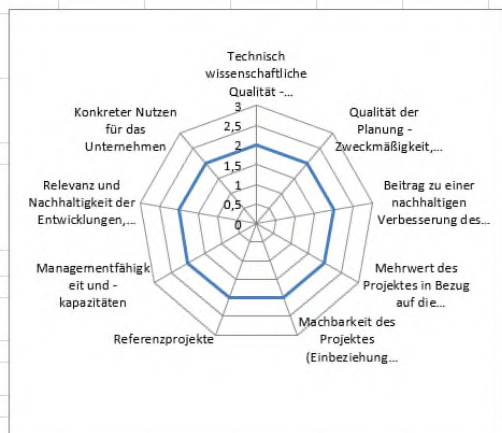 Technisch
wissenschaftliche
Qualität -...
Qualität der
Planung -
Zweckmäßigkeit,...
Beitrag zu einer
nachhaltigen
Verbesserung des...
Mehrwert des
Projektes in Bezug
auf die...
Machbarkeit des
Projektes
(Einbeziehung...
Referenzprojekte
Managementfähigk
eit und -
kapazitäten
Relevanz und
Nachhaltigkeit der
Entwicklungen,...
Konkreter Nutzen
für das
Unternehmen
3
2,5
2
1,5
1
0,5
0